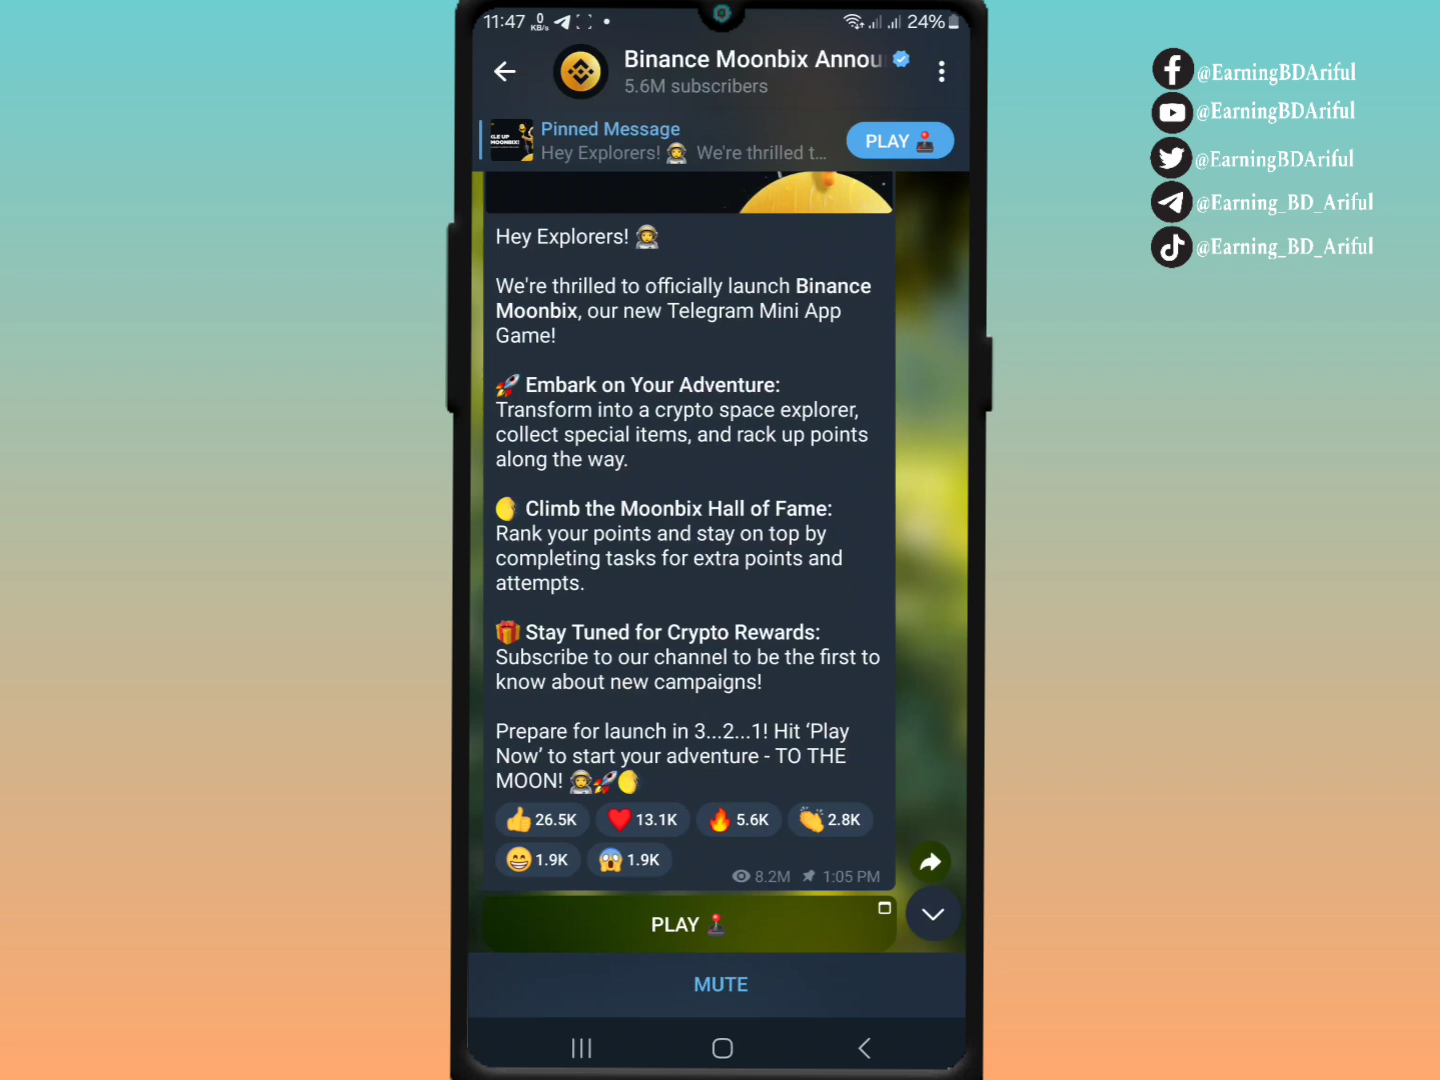 11:47
0
KB/s
24%
Binance Moonbix Annou
5.6M subscribers
KLE UP
MOONBIX!
Pinned Message
Hey Explorers! 👩‍🚀 We're thrilled t...
PLAY 🕹️
Hey Explorers! 👩‍🚀
We're thrilled to officially launch Binance
Moonbix, our new Telegram Mini App
Game!
🚀 Embark on Your Adventure:
Transform into a crypto space explorer,
collect special items, and rack up points
along the way.
🌖 Climb the Moonbix Hall of Fame:
Rank your points and stay on top by
completing tasks for extra points and
attempts.
🎁 Stay Tuned for Crypto Rewards:
Subscribe to our channel to be the first to
know about new campaigns!
Prepare for launch in 3...2...1! Hit ‘Play
Now’ to start your adventure - TO THE
MOON! 👩‍🚀🚀🌖
👍 26.5K ❤️ 13.1K 🔥 5.6K 👏 2.8K
😁 1.9K 😱 1.9K
8.2M 1:05 PM
PLAY 🕹️
MUTE
@EarningBDAriful
@EarningBDAriful
@EarningBDAriful
@Earning_BD_Ariful
@Earning_BD_Ariful